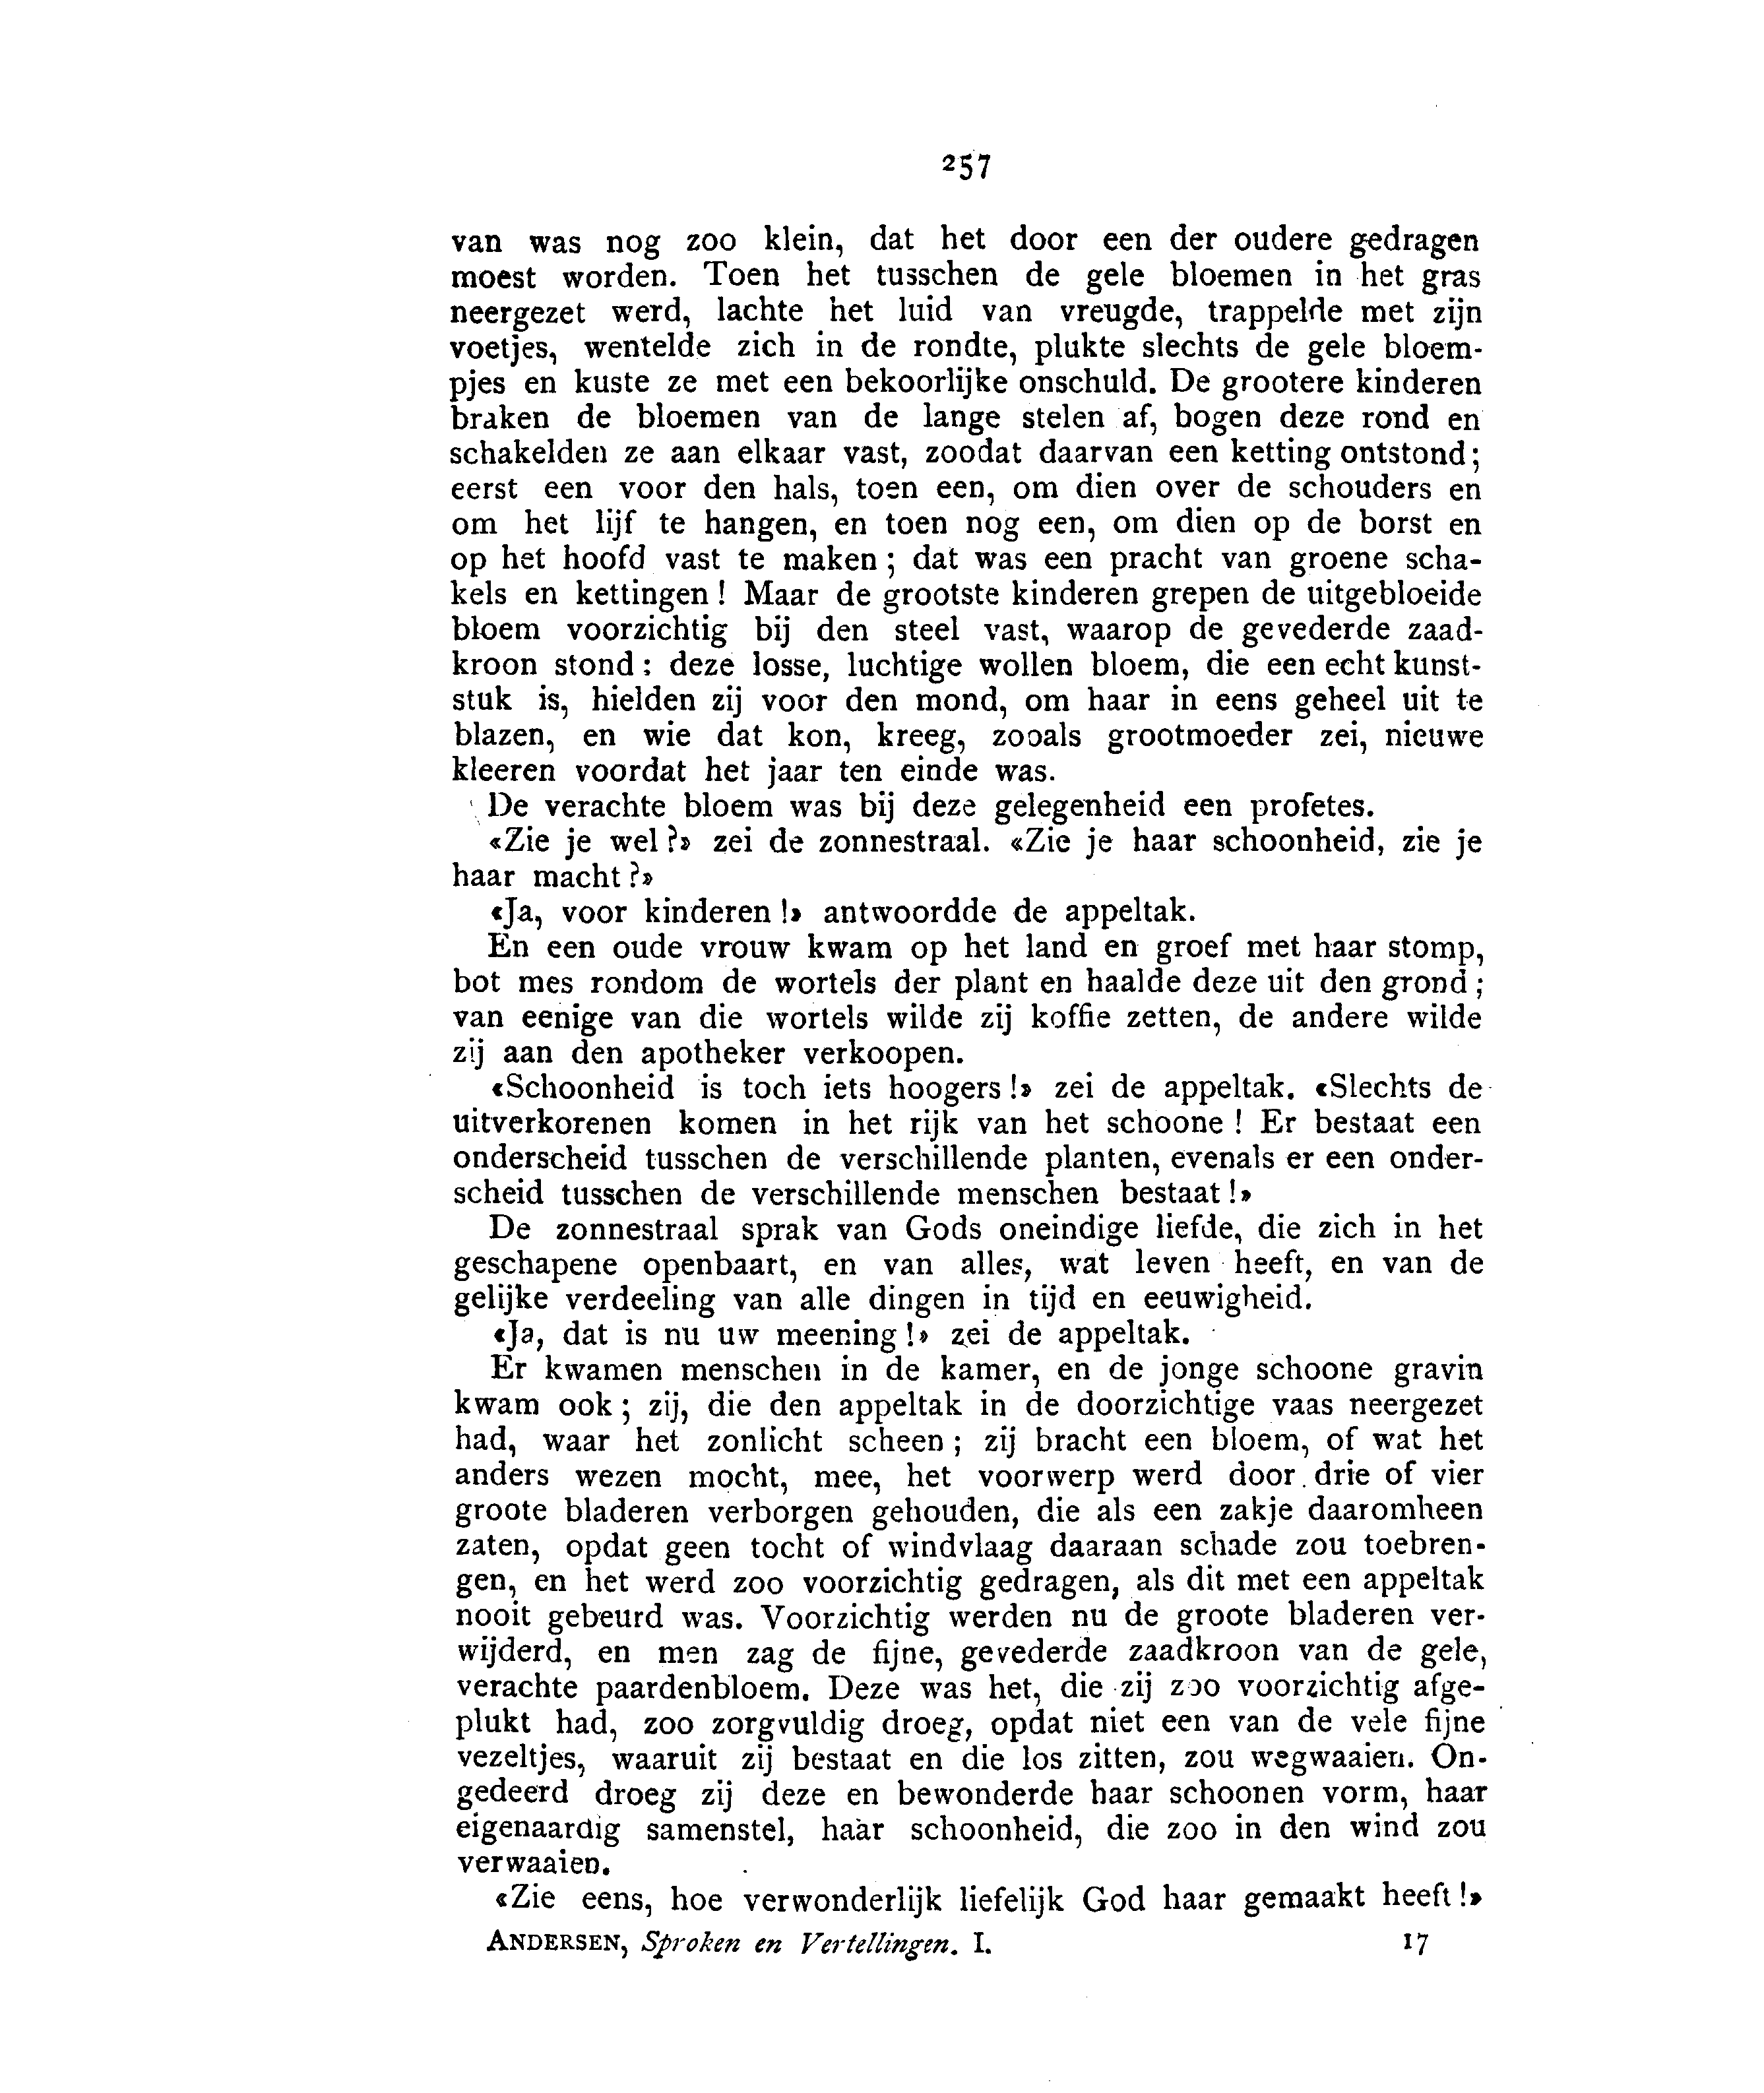 257
van was nog zoo klein, dat het door een der oudere gedragen
moest worden. Toen het tusschen de gele bloemen in het gras
neergezet werd, lachte het luid van vreugde, trappelde met zijn
voetjes, wentelde zich in de rondte, plukte slechts de gele bloem-
pjes en kuste ze met een bekoorlijke onschuld. De grootere kinderen
braken de bloemen van de lange stelen af, bogen deze rond en
schakelden ze aan elkaar vast, zoodat daarvan een ketting ontstond;
eerst een voor den hals, toen een, om dien over de schouders en
om het lijf te hangen, en toen nog een, om dien op de borst en
op het hoofd vast te maken; dat was een pracht van groene scha-
kels en kettingen! Maar de grootste kinderen grepen de uitgebloeide
bloem voorzichtig bij den steel vast, waarop de gevederde zaad-
kroon stond: deze losse, luchtige wollen bloem, die een echt kunst-
stuk is, hielden zij voor den mond, om haar in eens geheel uit te
blazen, en wie dat kon, kreeg, zooals grootmoeder zei, nieuwe
kleeren voordat het jaar ten einde was.
De verachte bloem was bij deze gelegenheid een profetes.
«Zie je wel?» zei de zonnestraal. «Zie je haar schoonheid, zie je
haar macht?»
«Ja, voor kinderen!» antwoordde de appeltak.
En een oude vrouw kwam op het land en groef met haar stomp,
bot mes rondom de wortels der plant en haalde deze uit den grond;
van eenige van die wortels wilde zij koffie zetten, de andere wilde
zij aan den apotheker verkoopen.
«Schoonheid is toch iets hoogers!» zei de appeltak. «Slechts de
uitverkorenen komen in het rijk van het schoone! Er bestaat een
onderscheid tusschen de verschillende planten, evenals er een onder-
scheid tusschen de verschillende menschen bestaat!»
De zonnestraal sprak van Gods oneindige liefde, die zich in het
geschapene openbaart, en van alles, wat leven heeft, en van de
gelijke verdeeling van alle dingen in tijd en eeuwigheid.
«Ja, dat is nu uw meening!» zei de appeltak.
Er kwamen menschen in de kamer, en de jonge schoone gravin
kwam ook; zij, die den appeltak in de doorzichtige vaas neergezet
had, waar het zonlicht scheen; zij bracht een bloem, of wat het
anders wezen mocht, mee, het voorwerp werd door drie of vier
groote bladeren verborgen gehouden, die als een zakje daaromheen
zaten, opdat geen tocht of windvlaag daaraan schade zou toebren-
gen, en het werd zoo voorzichtig gedragen, als dit met een appeltak
nooit gebeurd was. Voorzichtig werden nu de groote bladeren ver-
wijderd, en men zag de fijne, gevederde zaadkroon van de gele,
verachte paardenbloem. Deze was het, die zij zoo voorzichtig afge-
plukt had, zoo zorgvuldig droeg, opdat niet een van de vele fijne
vezeltjes, waaruit zij bestaat en die los zitten, zou wegwaaien. On-
gedeerd droeg zij deze en bewonderde haar schoonen vorm, haar
eigenaardig samenstel, haar schoonheid, die zoo in den wind zou
verwaaien.
«Zie eens, hoe verwonderlijk liefelijk God haar gemaakt heeft!»
ANDERSEN, Sproken en Vertellingen. I. 17